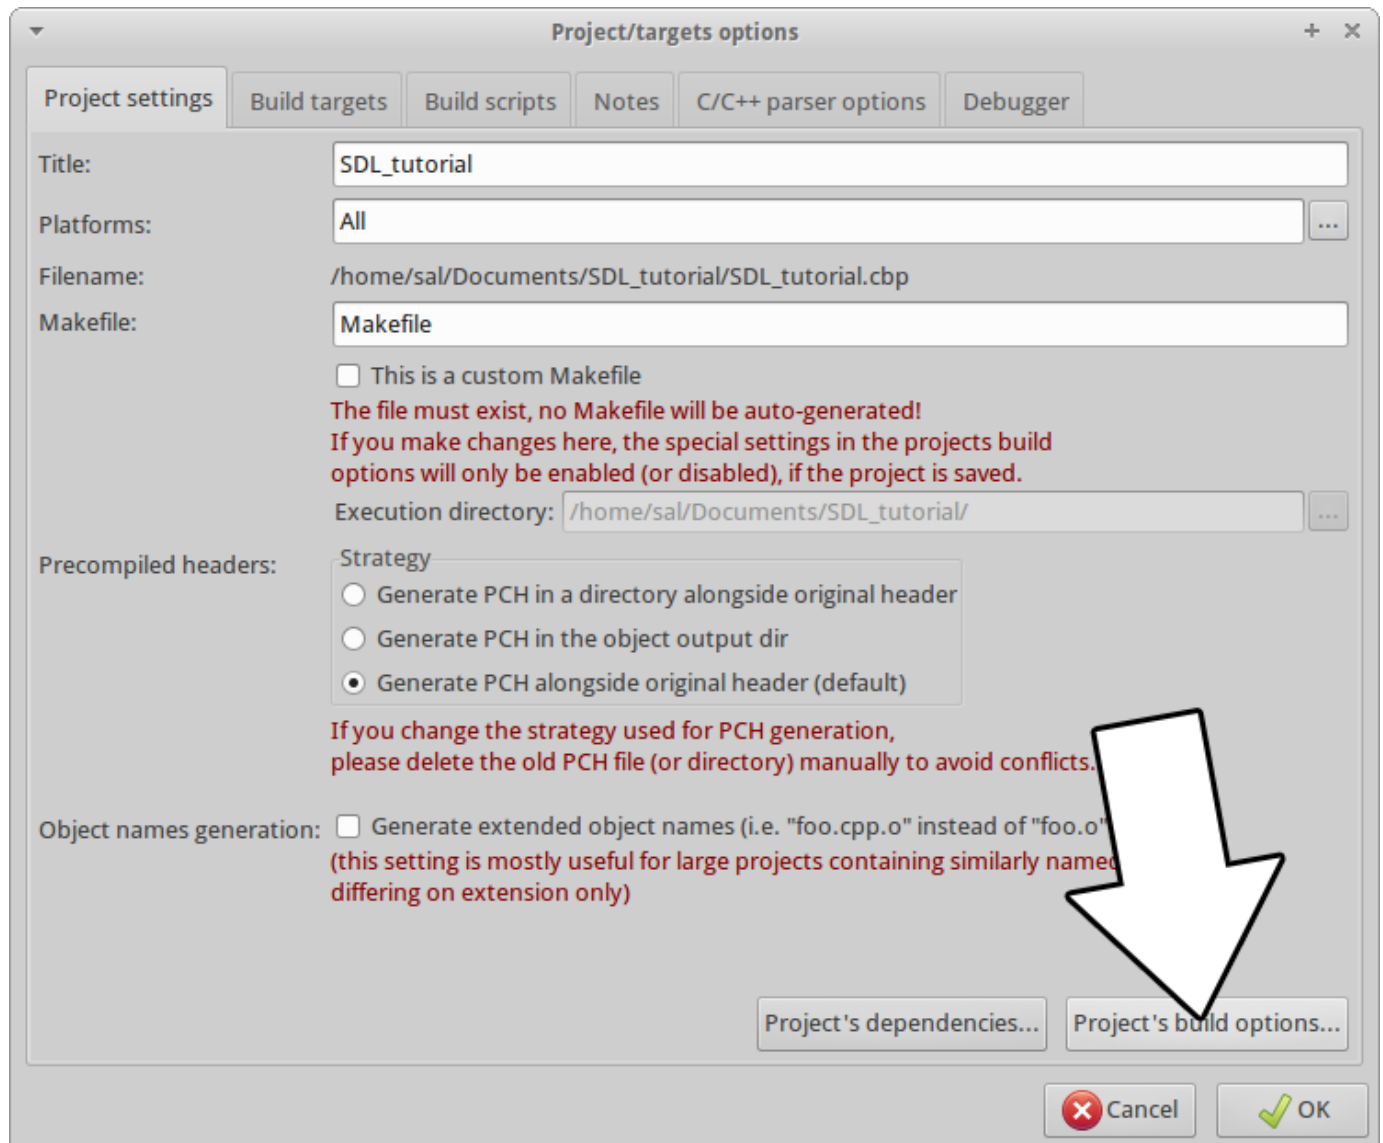 Project/targets options
Project settings
Build targets
Build scripts
Notes
C/C++ parser options
Debugger
Title:
SDL_tutorial
Platforms:
All
...
Filename:
/home/sal/Documents/SDL_tutorial/SDL_tutorial.cbp
Makefile:
Makefile
This is a custom Makefile
The file must exist, no Makefile will be auto-generated!
If you make changes here, the special settings in the projects build
options will only be enabled (or disabled), if the project is saved.
Execution directory:
/home/sal/Documents/SDL_tutorial/
...
Precompiled headers:
Strategy
Generate PCH in a directory alongside original header
Generate PCH in the object output dir
Generate PCH alongside original header (default)
If you change the strategy used for PCH generation,
please delete the old PCH file (or directory) manually to avoid conflicts.
Object names generation:
Generate extended object names (i.e. "foo.cpp.o" instead of "foo.o"
(this setting is mostly useful for large projects containing similarly named
differing on extension only)
Project's dependencies...
Project's build options...
Cancel
OK